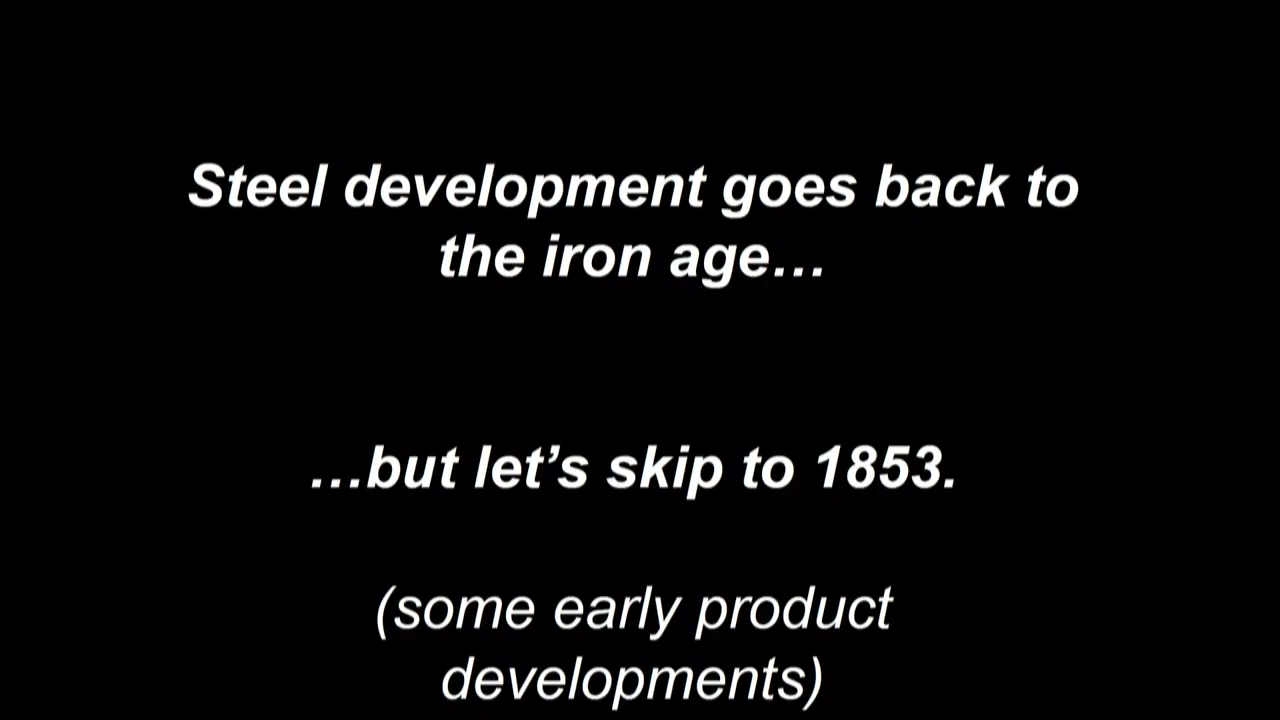 Steel development goes back to
the iron age…
…but let’s skip to 1853.
(some early product
developments)